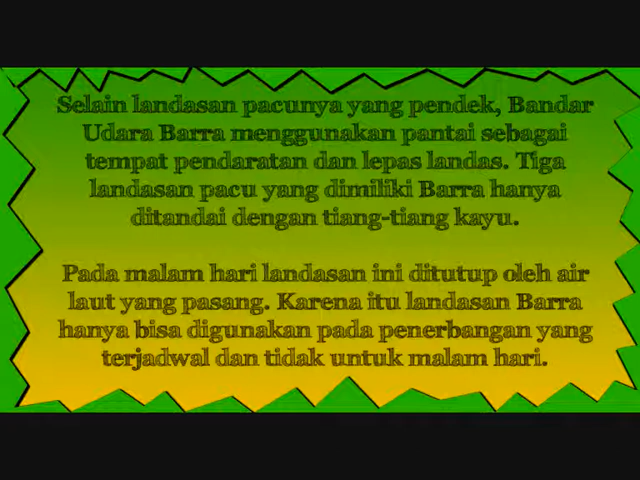 Selain landasan pacunya yang pendek, Bandar
Udara Barra menggunakan pantai sebagai
tempat pendaratan dan lepas landas. Tiga
landasan pacu yang dimiliki Barra hanya
ditandai dengan tiang-tiang kayu.
Pada malam hari landasan ini ditutup oleh air
laut yang pasang. Karena itu landasan Barra
hanya bisa digunakan pada penerbangan yang
terjadwal dan tidak untuk malam hari.